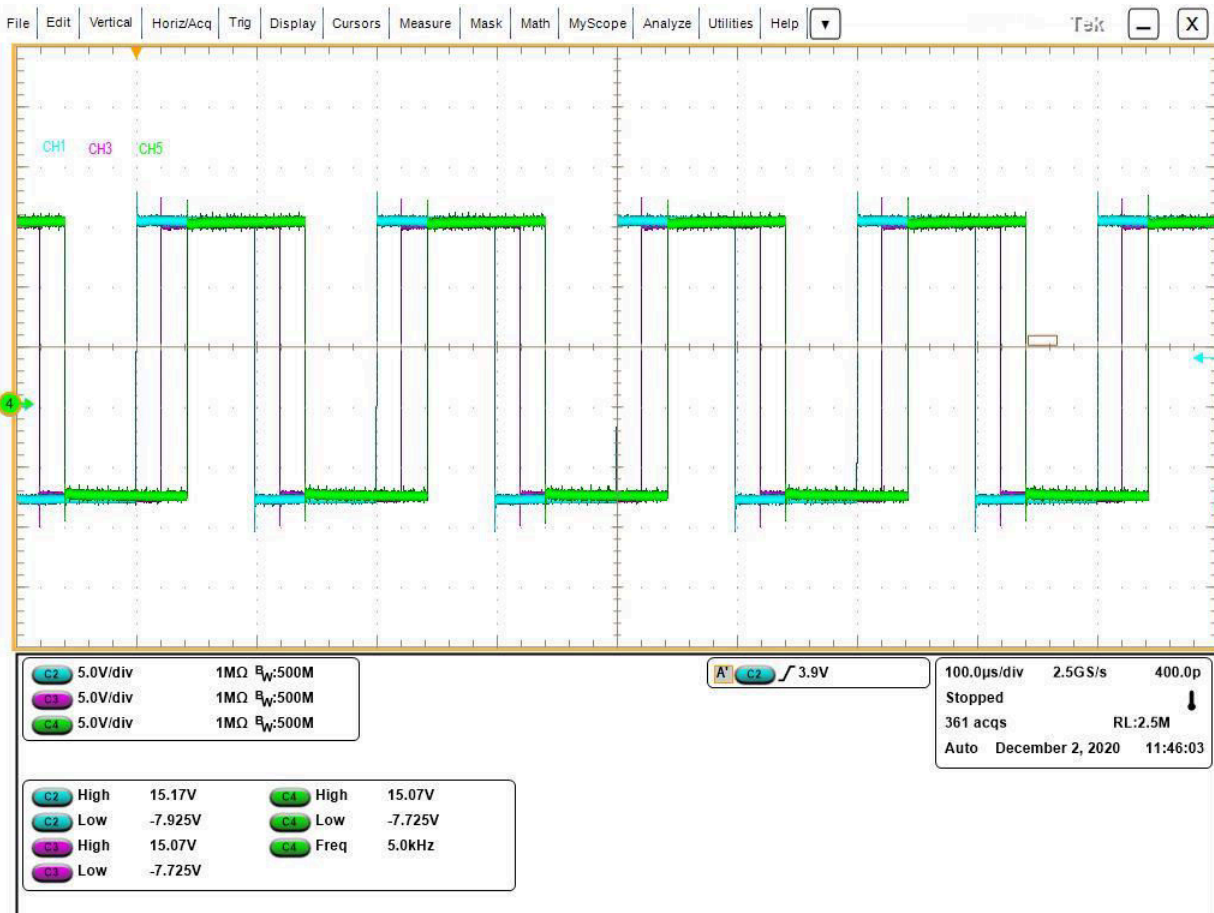 File Edit Vertical Horiz/Acq Trig Display Cursors Measure Mask Math MyScope Analyze Utilities Help ▼ Tek X
CH1 CH3 CH5
4
C2 5.0V/div 1MΩ BW:500M
C3 5.0V/div 1MΩ BW:500M
C4 5.0V/div 1MΩ BW:500M
A' C2 3.9V
100.0µs/div 2.5GS/s 400.0p
Stopped
361 acqs RL:2.5M
Auto December 2, 2020 11:46:03
C2 High 15.17V C4 High 15.07V
C2 Low -7.925V C4 Low -7.725V
C3 High 15.07V C4 Freq 5.0kHz
C3 Low -7.725V